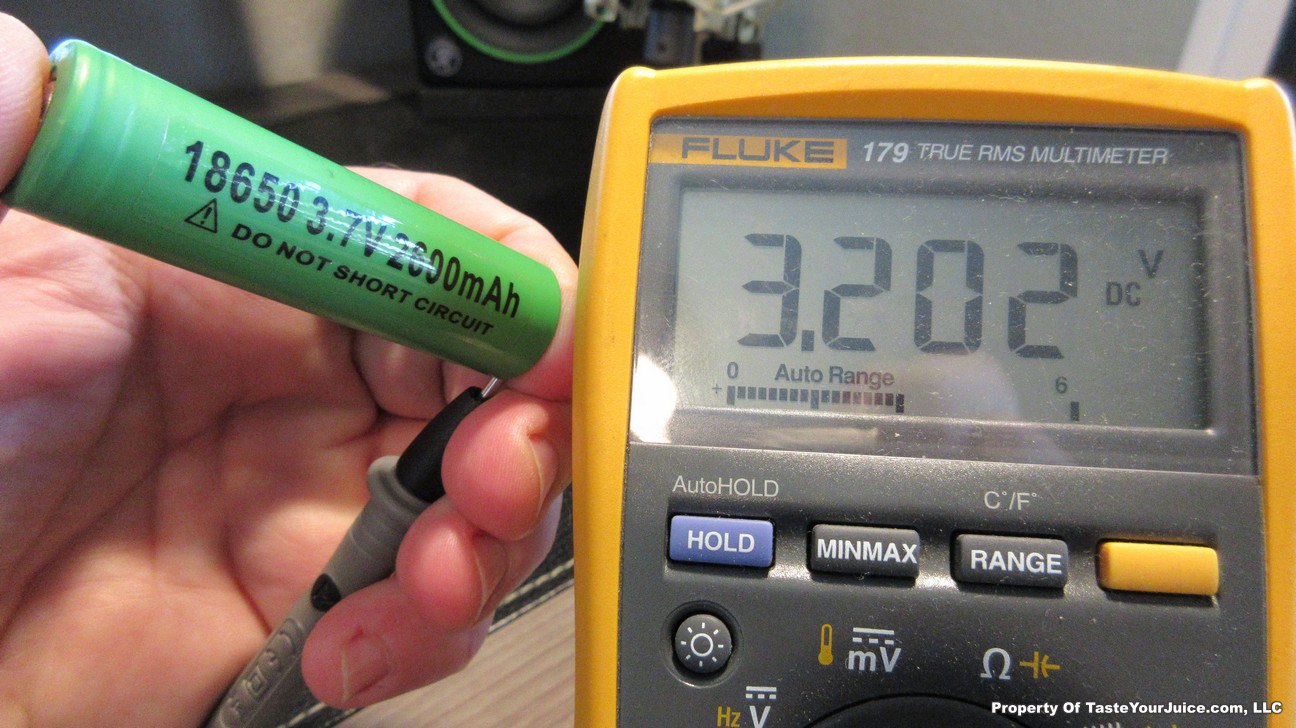 18650 3.7V 2600mAh
DO NOT SHORT CIRCUIT
FLUKE 179 TRUE RMS MULTIMETER
3.202 V
DC
0 Auto Range 6
+
AutoHOLD
C°/F°
HOLD MINMAX RANGE
mV Ω
Hz V
Property Of TasteYourJuice.com, LLC